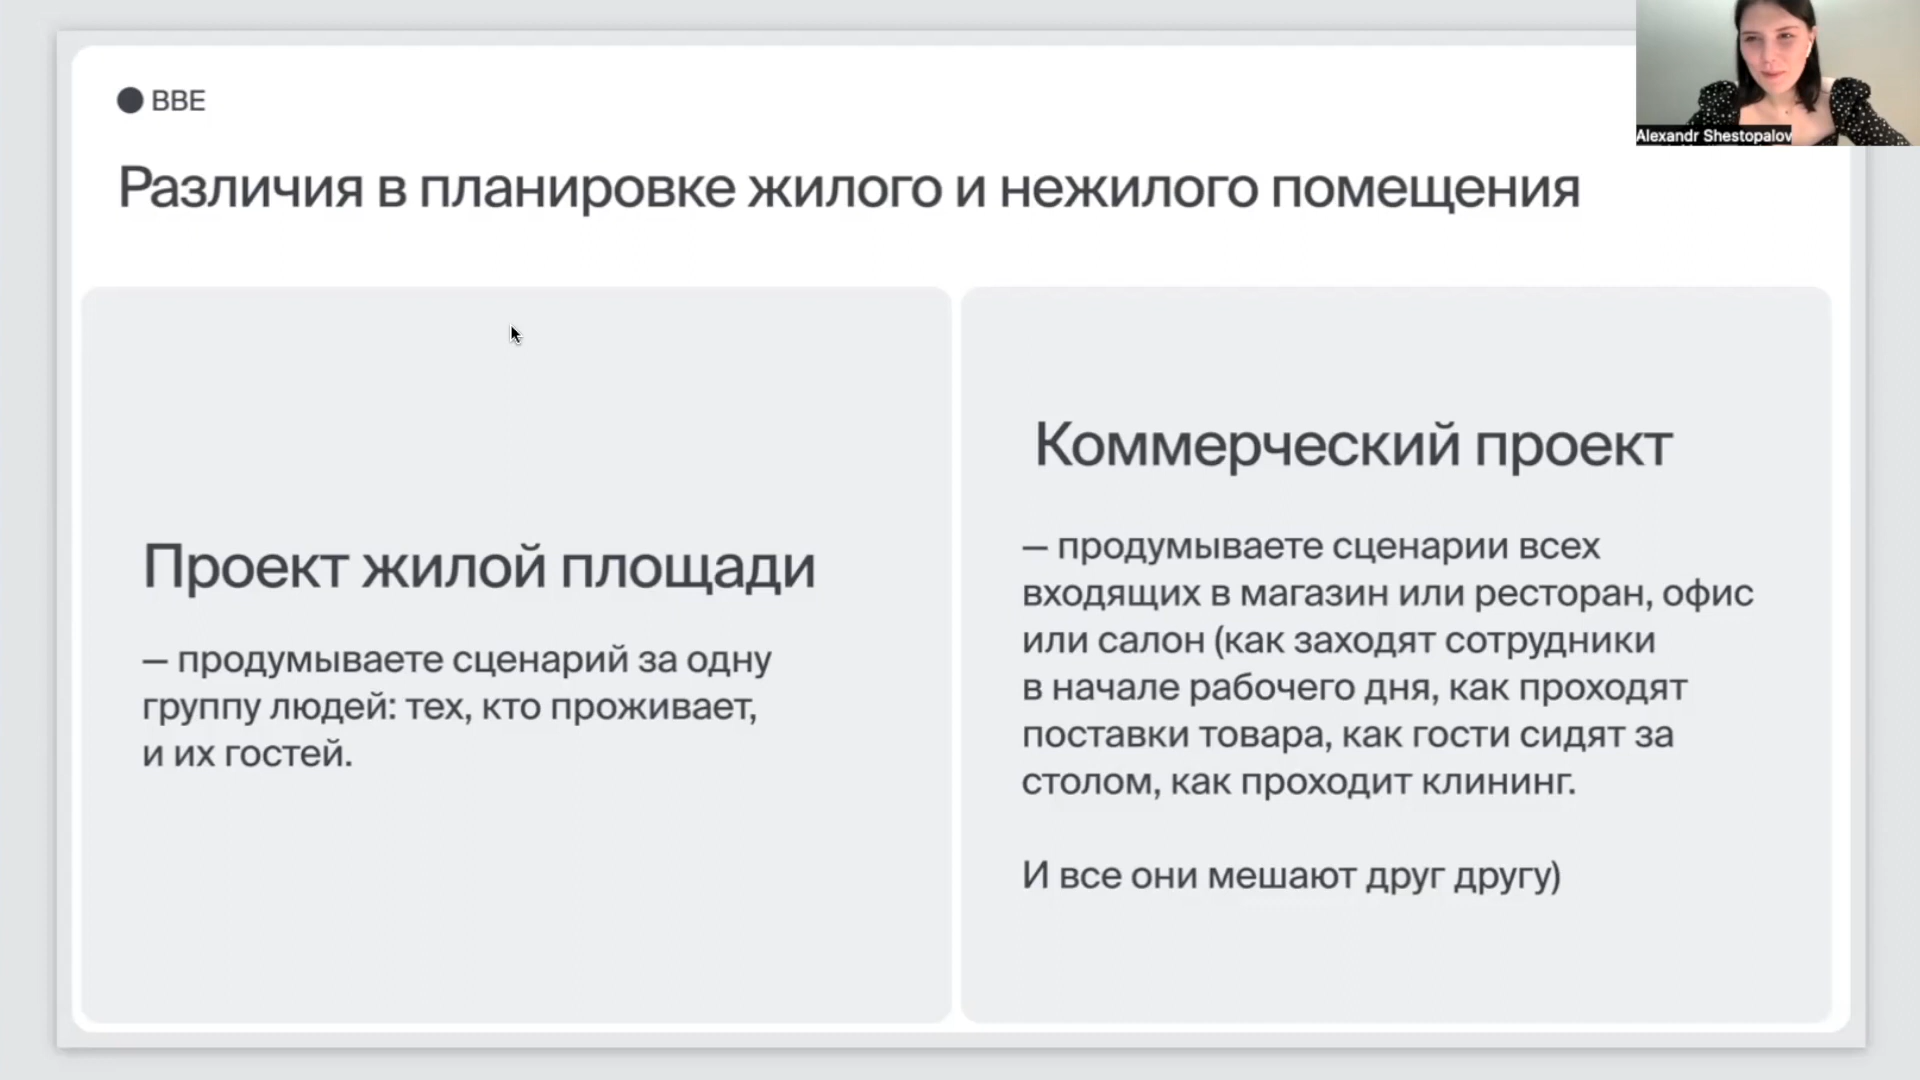 BBE
Alexandr Shestopalov
Различия в планировке жилого и нежилого помещения
Проект жилой площади
— продумываете сценарий за одну
группу людей: тех, кто проживает,
и их гостей.
Коммерческий проект
— продумываете сценарии всех
входящих в магазин или ресторан, офис
или салон (как заходят сотрудники
в начале рабочего дня, как проходят
поставки товара, как гости сидят за
столом, как проходит клининг.
И все они мешают друг другу)